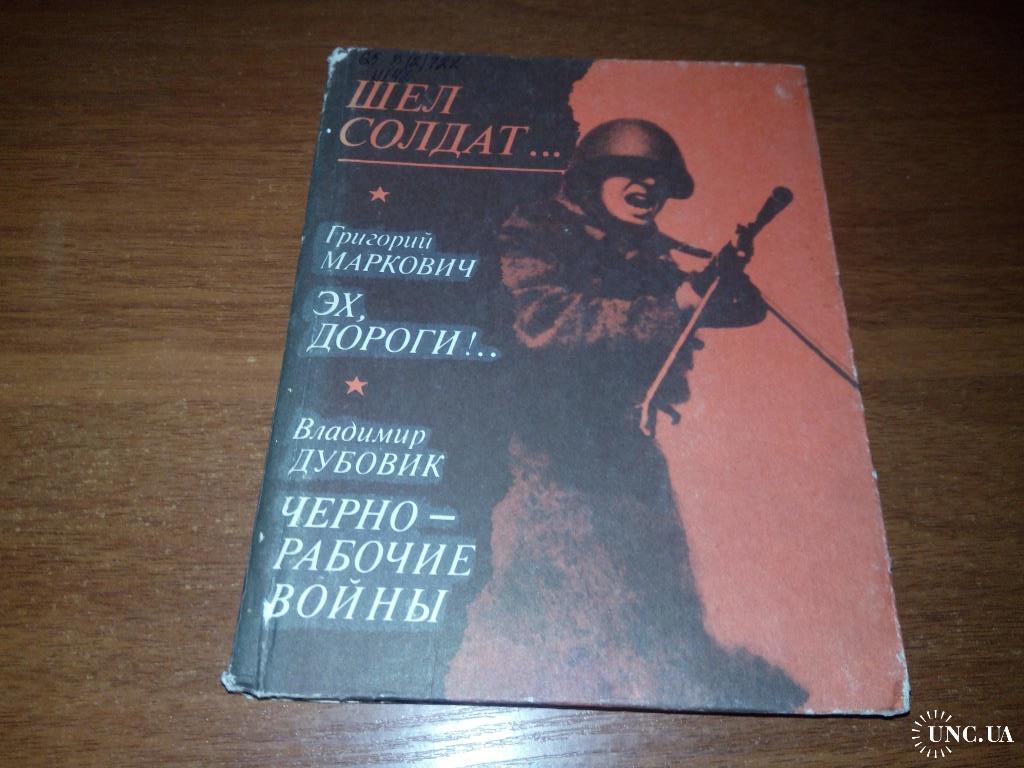 ШЕЛ
СОЛДАТ...
Григорий
МАРКОВИЧ
ЭХ,
ДОРОГИ!..
Владимир
ДУБОВИК
ЧЕРНО–
РАБОЧИЕ
ВОЙНЫ
UNC.UA